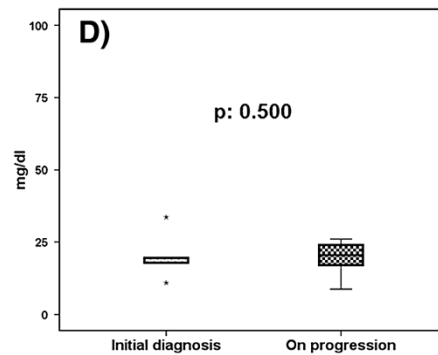 D)
100
75
50
25
0
mg/dl
p: 0.500
Initial diagnosis
On progression